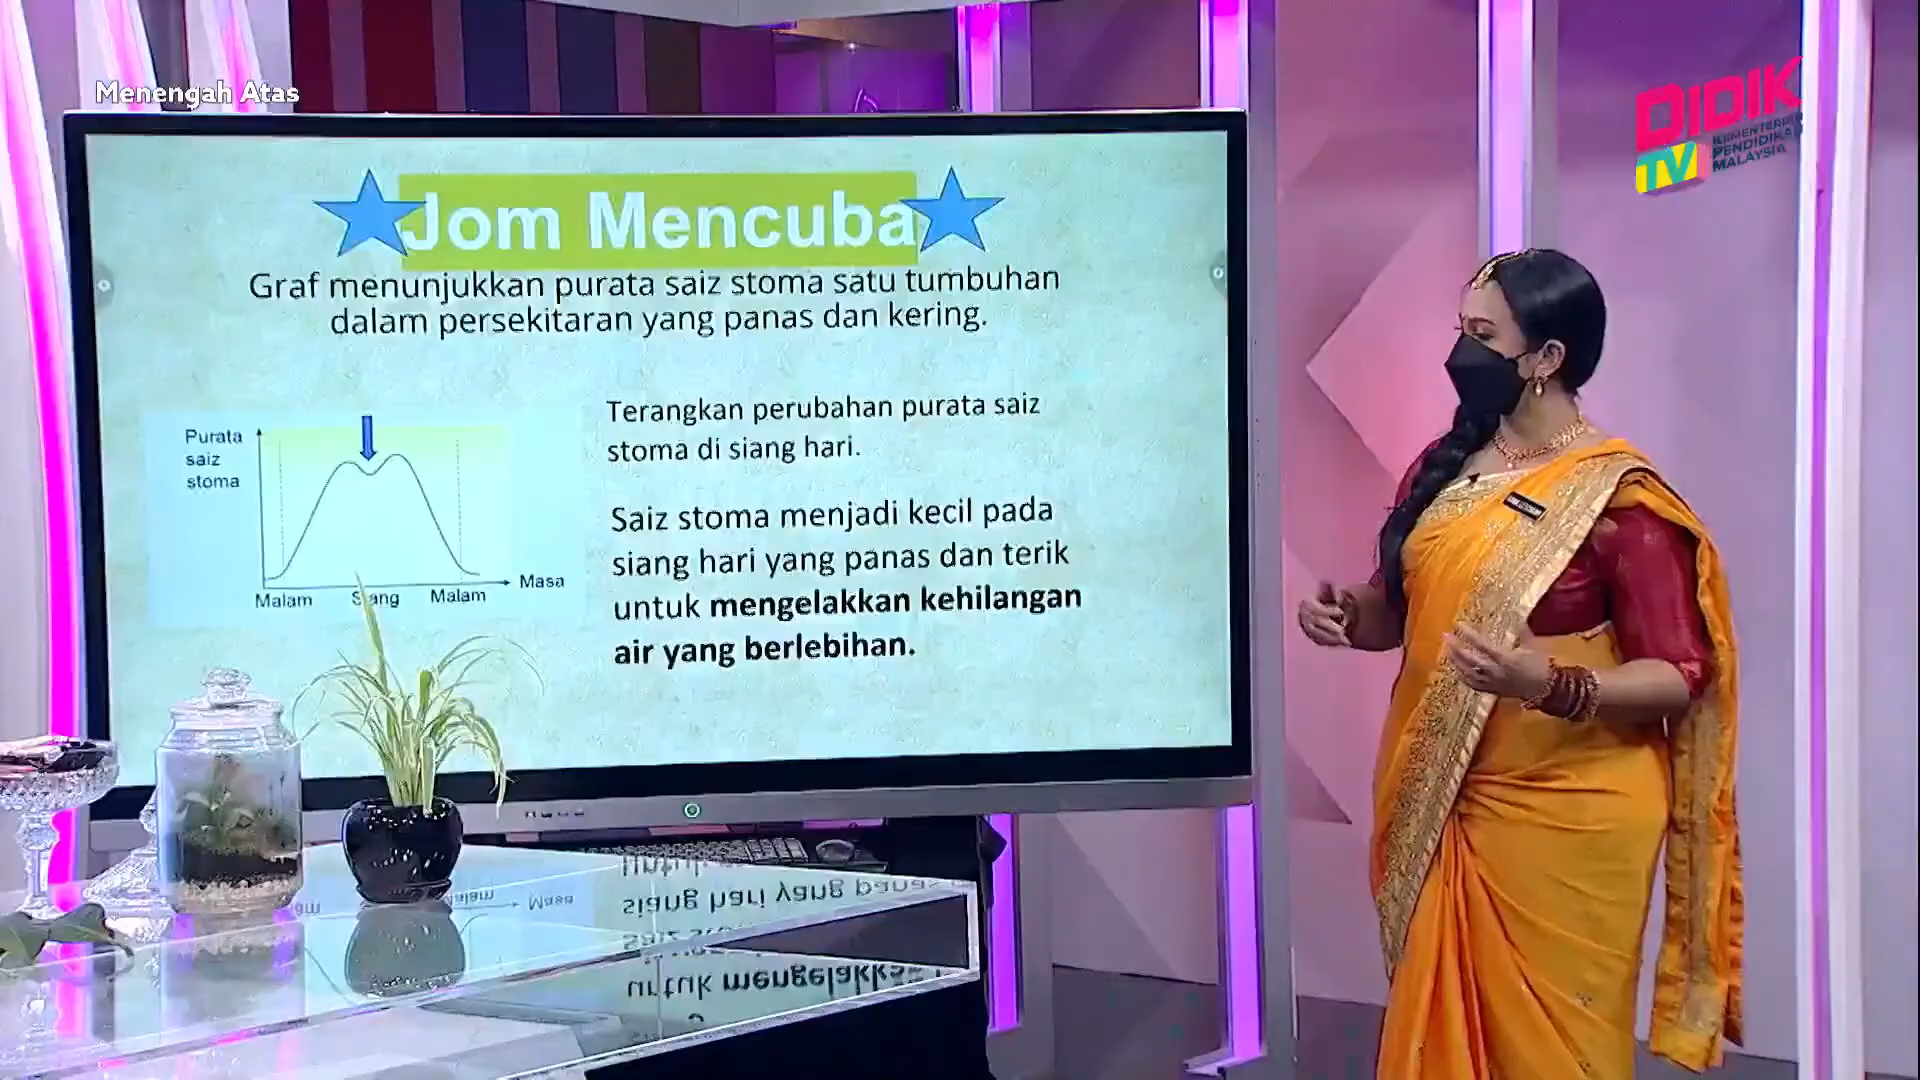 Menengah Atas
DIDIK
TV
KEMENTERIAN
PENDIDIKAN
MALAYSIA
Jom Mencuba
Graf menunjukkan purata saiz stoma satu tumbuhan
dalam persekitaran yang panas dan kering.
Purata
saiz
stoma
Malam Siang Malam
Masa
Terangkan perubahan purata saiz
stoma di siang hari.
Saiz stoma menjadi kecil pada
siang hari yang panas dan terik
untuk mengelakkan kehilangan
air yang berlebihan.